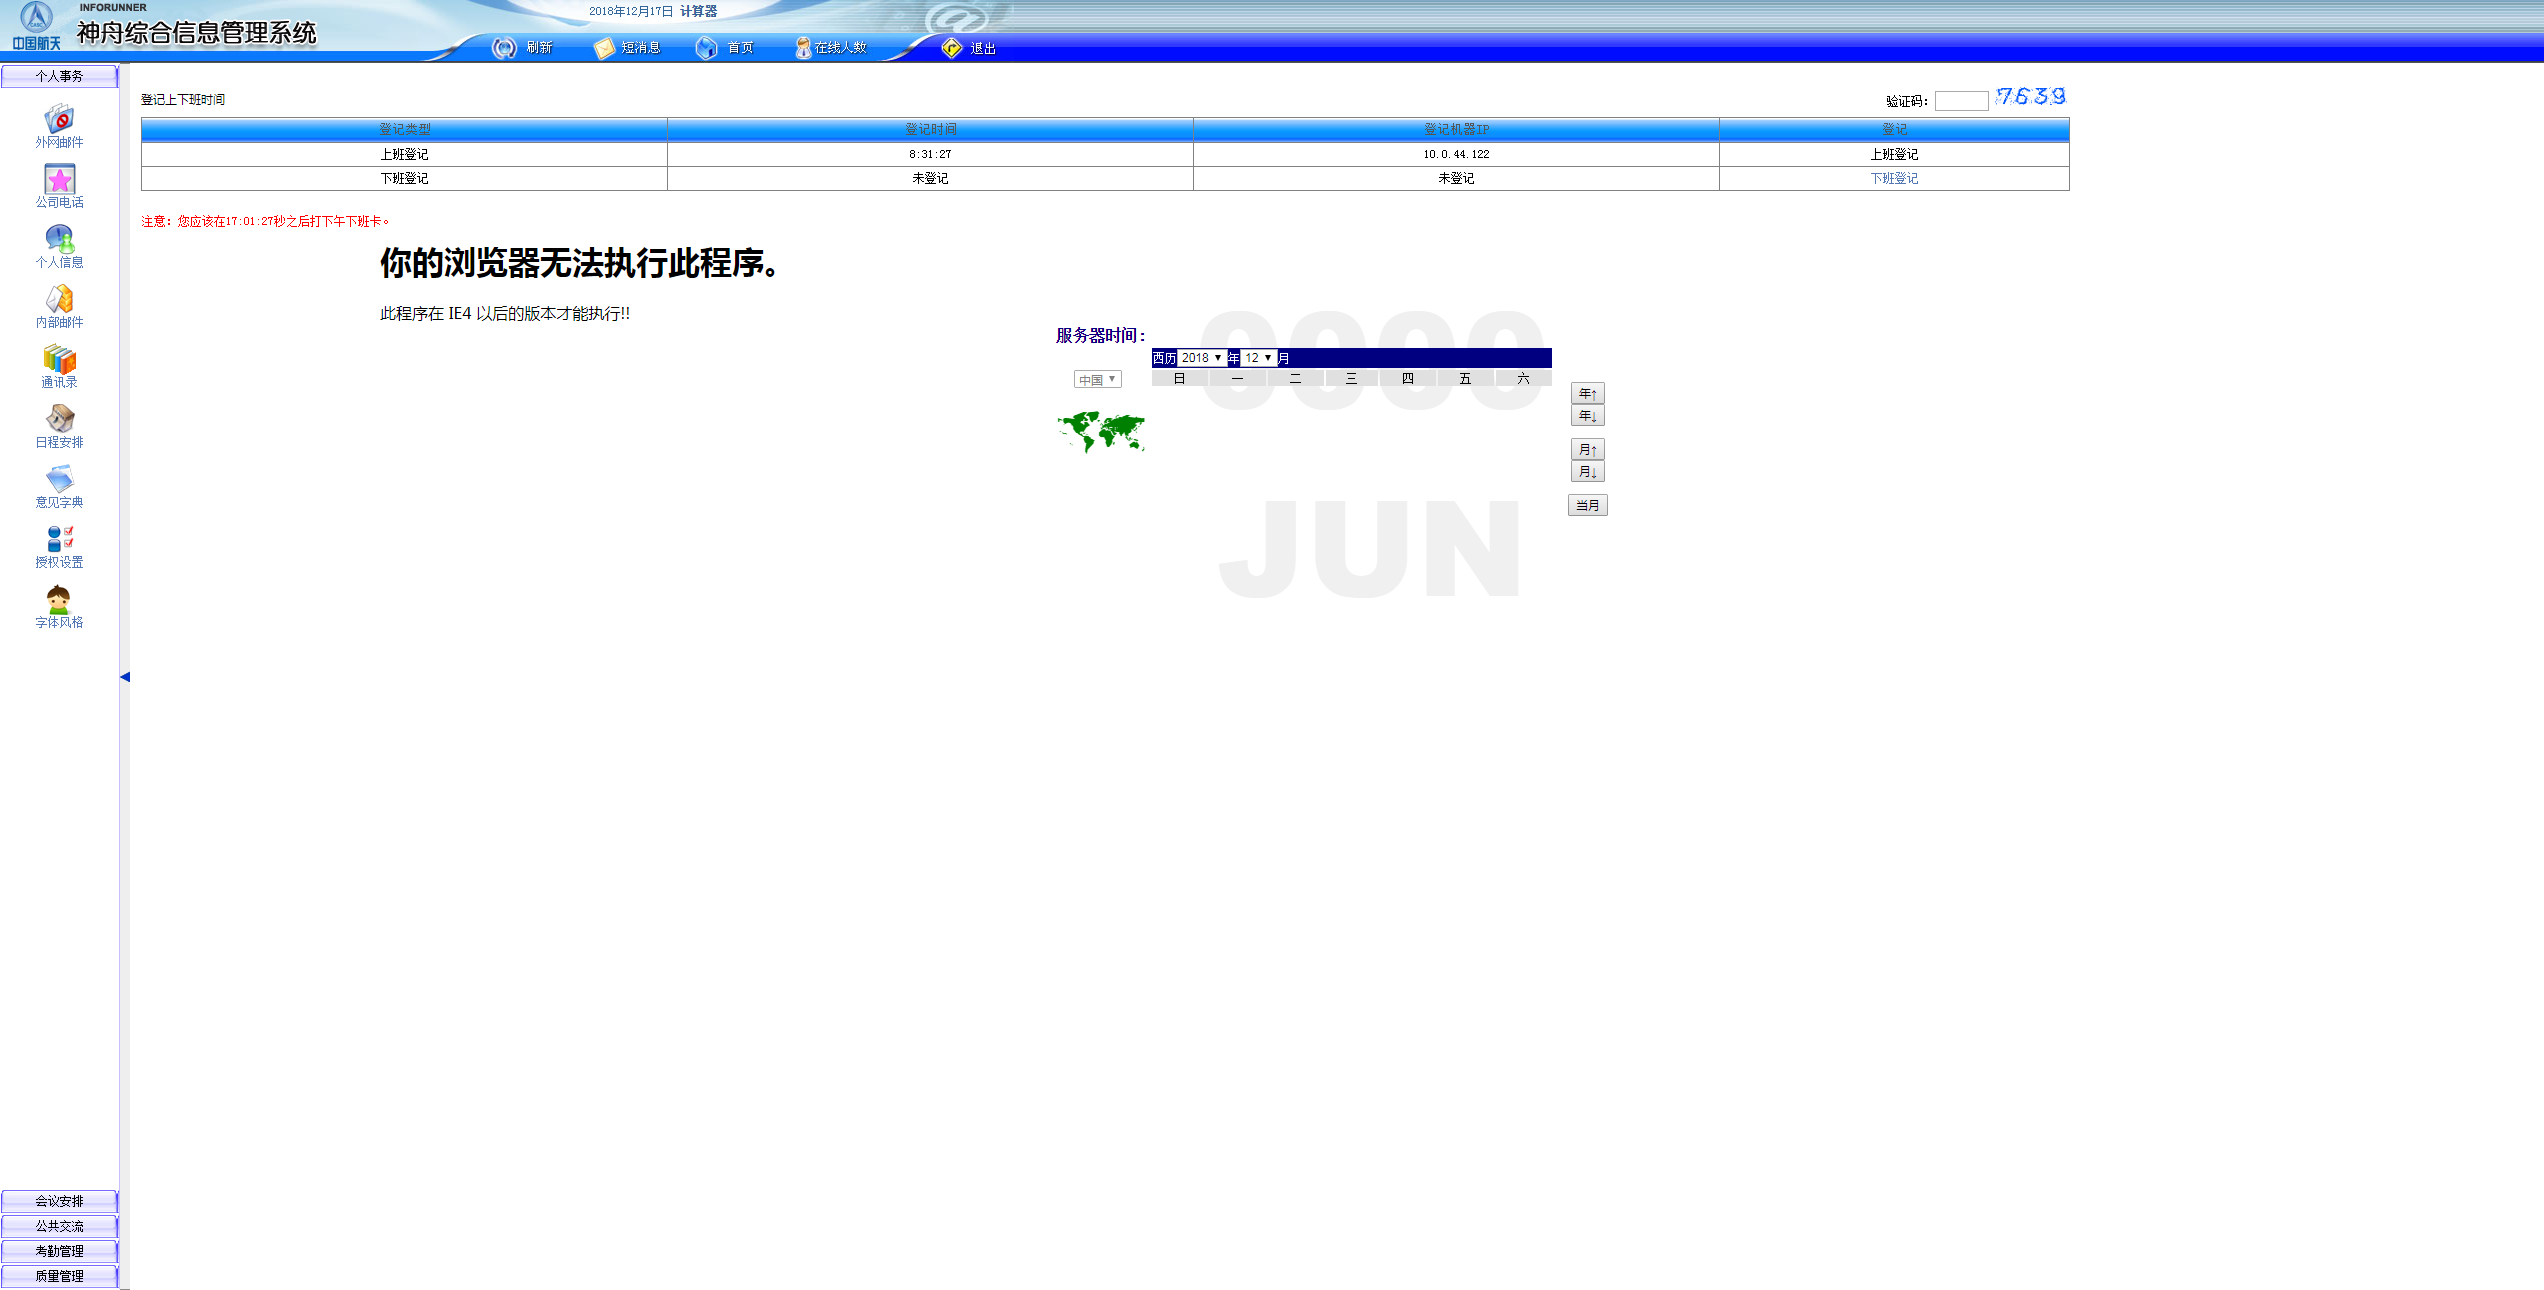 INFORUNNER
中国航天
神舟综合信息管理系统
2018年12月17日 计算器
刷新 短消息 首页 在线人数 退出
个人事务
外网邮件
公司电话
个人信息
内部邮件
通讯录
日程安排
意见字典
授权设置
字体风格
会议安排
公共交流
考勤管理
质量管理
登记上下班时间
验证码： 7639
登记类型 登记时间 登记机器IP 登记
上班登记 8:31:27 10.0.44.122 上班登记
下班登记 未登记 未登记 下班登记
注意：您应该在17:01:27秒之后打下午下班卡。
你的浏览器无法执行此程序。
此程序在 IE4 以后的版本才能执行!!
服务器时间：
中国 ▼
西历 2018 ▼ 年 12 ▼ 月
日 一 二 三 四 五 六
0000
JUN
年↑
年↓
月↑
月↓
当月